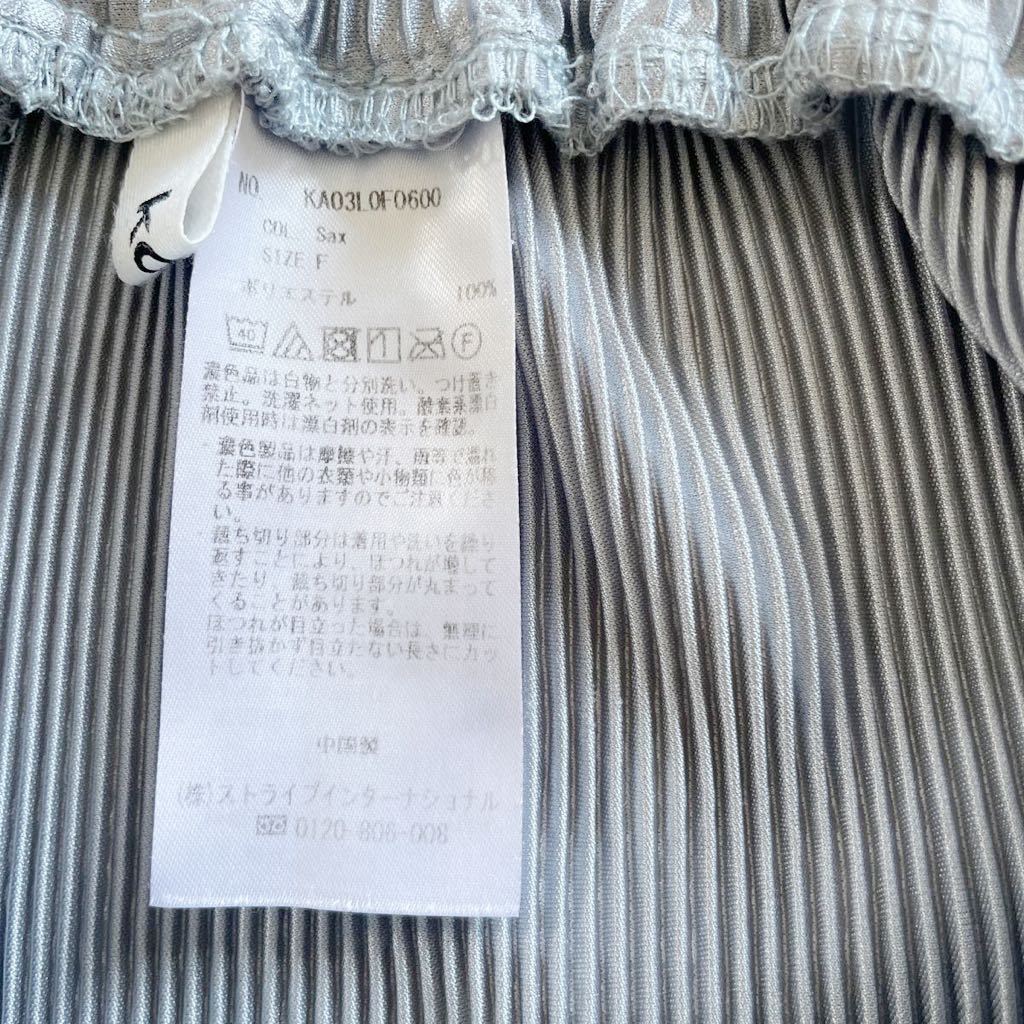 NO. KA03L0F0600
COL. Sax
SIZE F
ポリエステル 100%
40 F
濃色品は白物と分別洗い。つけ置き
禁止。洗濯ネット使用。酸素系漂白
剤使用時は漂白剤の表示を確認。
濃色製品は摩擦や汗、雨等で濡れ
た際に他の衣類や小物類に色が移
る事がありますのでご注意くださ
い。
裁ち切り部分は着用や洗いを繰り
返すことにより、ほつれが増して
きたり、裁ち切り部分が丸まって
くることがあります。
ほつれが目立った場合は、無理に
引き抜かず目立たない長さにカッ
トしてください。
中国製
(株)ストライプインターナショナル
0120-806-008